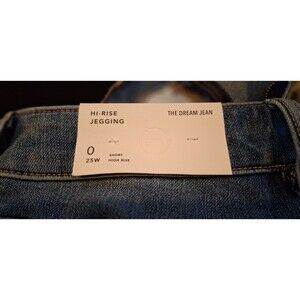 HI-RISE
JEGGING
THE DREAM JEAN
0
25W
SHORT
HIGH RISE